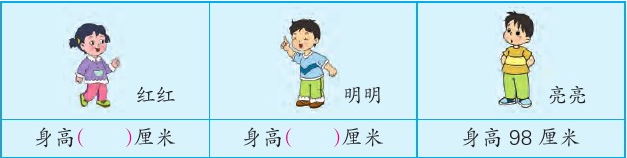 红红 明明 亮亮
身高(  )厘米 身高(  )厘米 身高 98 厘米